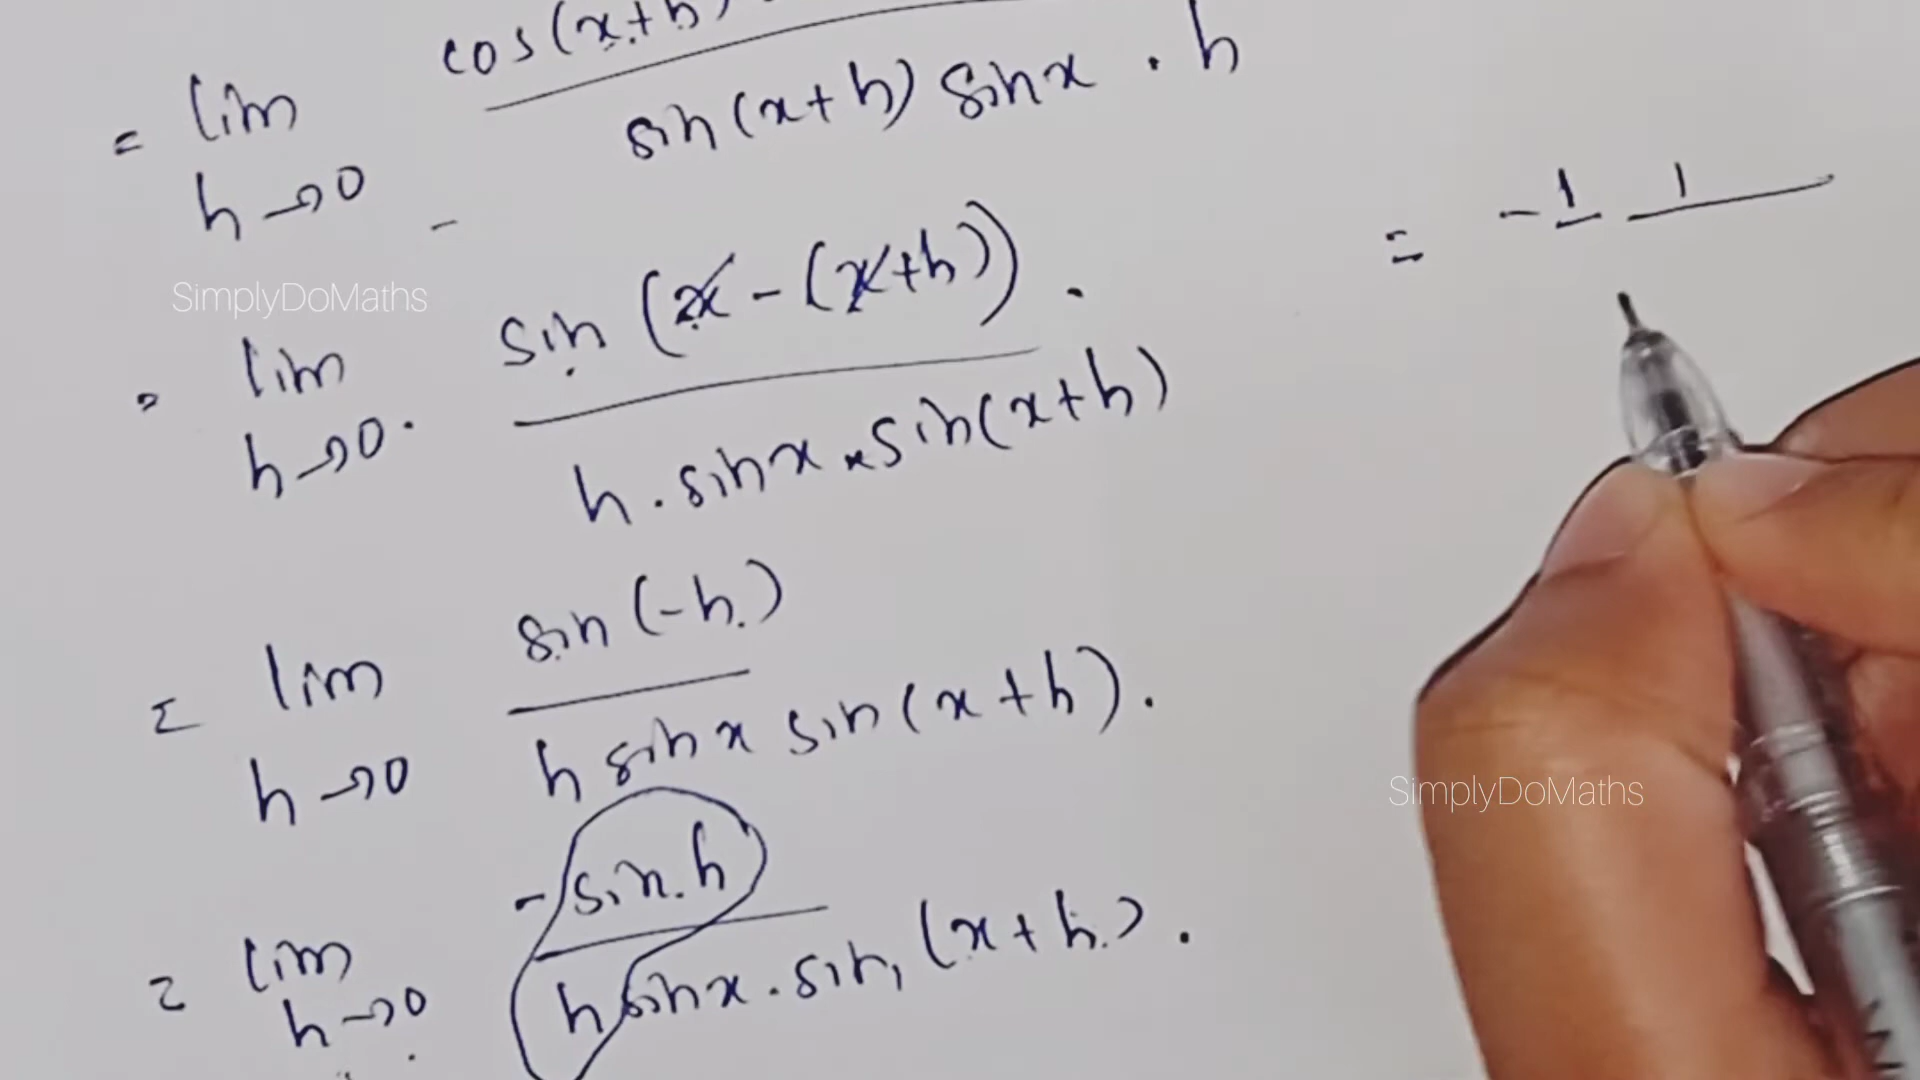 cos(x+h)
= lim
h→0
sin(x+h) sinx . h
= -1 1
SimplyDoMaths
= lim
h→0.
sin (x - (x+h)) .
h . sinx . sin(x+h)
= lim
h→0
sin (-h.)
h sinx sin(x+h).
SimplyDoMaths
= lim
h→0
-sin.h
h sinx . sin (x+h.).